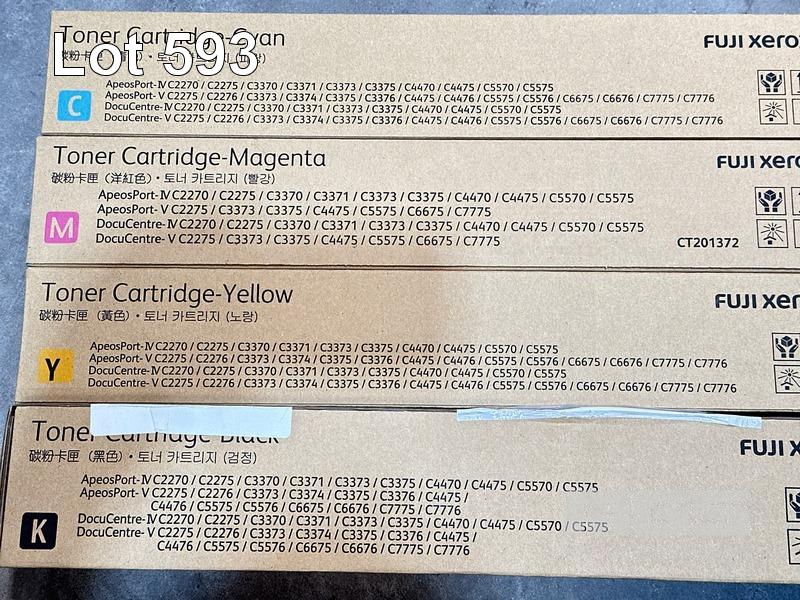 Lot 593
Toner Cartridge-Cyan
FUJI xerox
碳粉卡匣
ApeosPort-Ⅳ C2270 / C2275 / C3370 / C3371 / C3373 / C3375 / C4470 / C4475 / C5570 / C5575
ApeosPort- V C2275 / C2276 / C3373 / C3374 / C3375 / C3376 / C4475 / C4476 / C5575 / C5576 / C6675 / C6676 / C7775 / C7776
DocuCentre-Ⅳ C2270 / C2275 / C3370 / C3371 / C3373 / C3375 / C4470 / C4475 / C5570 / C5575
DocuCentre- V C2275 / C2276 / C3373 / C3374 / C3375 / C3376 / C4475 / C4476 / C5575 / C5576 / C6675 / C6676 / C7775 / C7776
C
Toner Cartridge-Magenta
FUJI xero
碳粉卡匣（洋紅色）・토너 카트리지 (빨강)
ApeosPort-Ⅳ C2270 / C2275 / C3370 / C3371 / C3373 / C3375 / C4470 / C4475 / C5570 / C5575
ApeosPort- V C2275 / C3373 / C3375 / C4475 / C5575 / C6675 / C7775
DocuCentre-Ⅳ C2270 / C2275 / C3370 / C3371 / C3373 / C3375 / C4470 / C4475 / C5570 / C5575
DocuCentre- V C2275 / C3373 / C3375 / C4475 / C5575 / C6675 / C7775
M
CT201372
Toner Cartridge-Yellow
FUJI xer
碳粉卡匣（黃色）・토너 카트리지 (노랑)
ApeosPort-Ⅳ C2270 / C2275 / C3370 / C3371 / C3373 / C3375 / C4470 / C4475 / C5570 / C5575
ApeosPort- V C2275 / C2276 / C3373 / C3374 / C3375 / C3376 / C4475 / C4476 / C5575 / C5576 / C6675 / C6676 / C7775 / C7776
DocuCentre-Ⅳ C2270 / C2275 / C3370 / C3371 / C3373 / C3375 / C4470 / C4475 / C5570 / C5575
DocuCentre- V C2275 / C2276 / C3373 / C3374 / C3375 / C3376 / C4475 / C4476 / C5575 / C5576 / C6675 / C6676 / C7775 / C7776
Y
Toner Cartridge-Black
FUJI x
碳粉卡匣（黑色）・토너 카트리지 (검정)
ApeosPort-Ⅳ C2270 / C2275 / C3370 / C3371 / C3373 / C3375 / C4470 / C4475 / C5570 / C5575
ApeosPort- V C2275 / C2276 / C3373 / C3374 / C3375 / C3376 / C4475 /
C4476 / C5575 / C5576 / C6675 / C6676 / C7775 / C7776
DocuCentre-Ⅳ C2270 / C2275 / C3370 / C3371 / C3373 / C3375 / C4470 / C4475 / C5570 / C5575
DocuCentre- V C2275 / C2276 / C3373 / C3374 / C3375 / C3376 / C4475 /
C4476 / C5575 / C5576 / C6675 / C6676 / C7775 / C7776
K